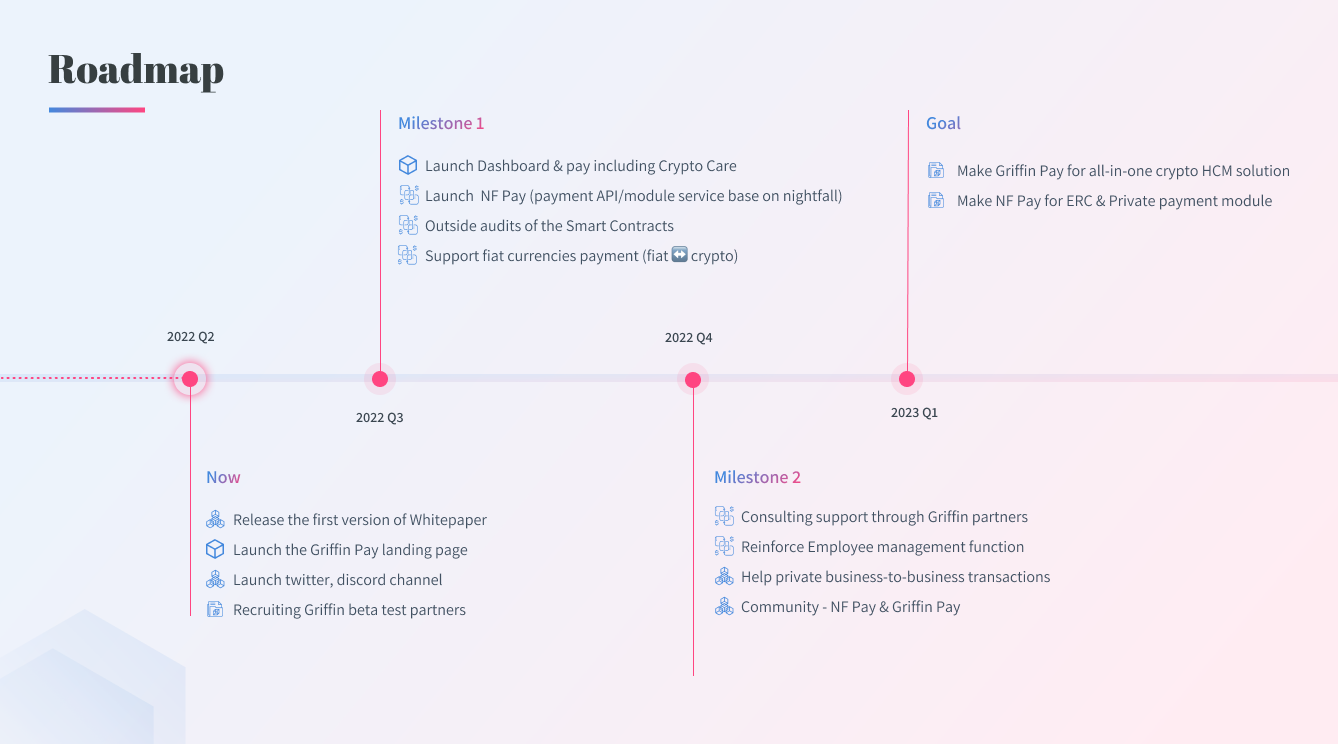 Roadmap
Milestone 1
Launch Dashboard & pay including Crypto Care
Launch  NF Pay (payment API/module service base on nightfall)
Outside audits of the Smart Contracts
Support fiat currencies payment (fiat ↔️ crypto)
Goal
Make Griffin Pay for all-in-one crypto HCM solution
Make NF Pay for ERC & Private payment module
2022 Q2
2022 Q4
2022 Q3
2023 Q1
Now
Release the first version of Whitepaper
Launch the Griffin Pay landing page
Launch twitter, discord channel
Recruiting Griffin beta test partners
Milestone 2
Consulting support through Griffin partners
Reinforce Employee management function
Help private business-to-business transactions
Community - NF Pay & Griffin Pay